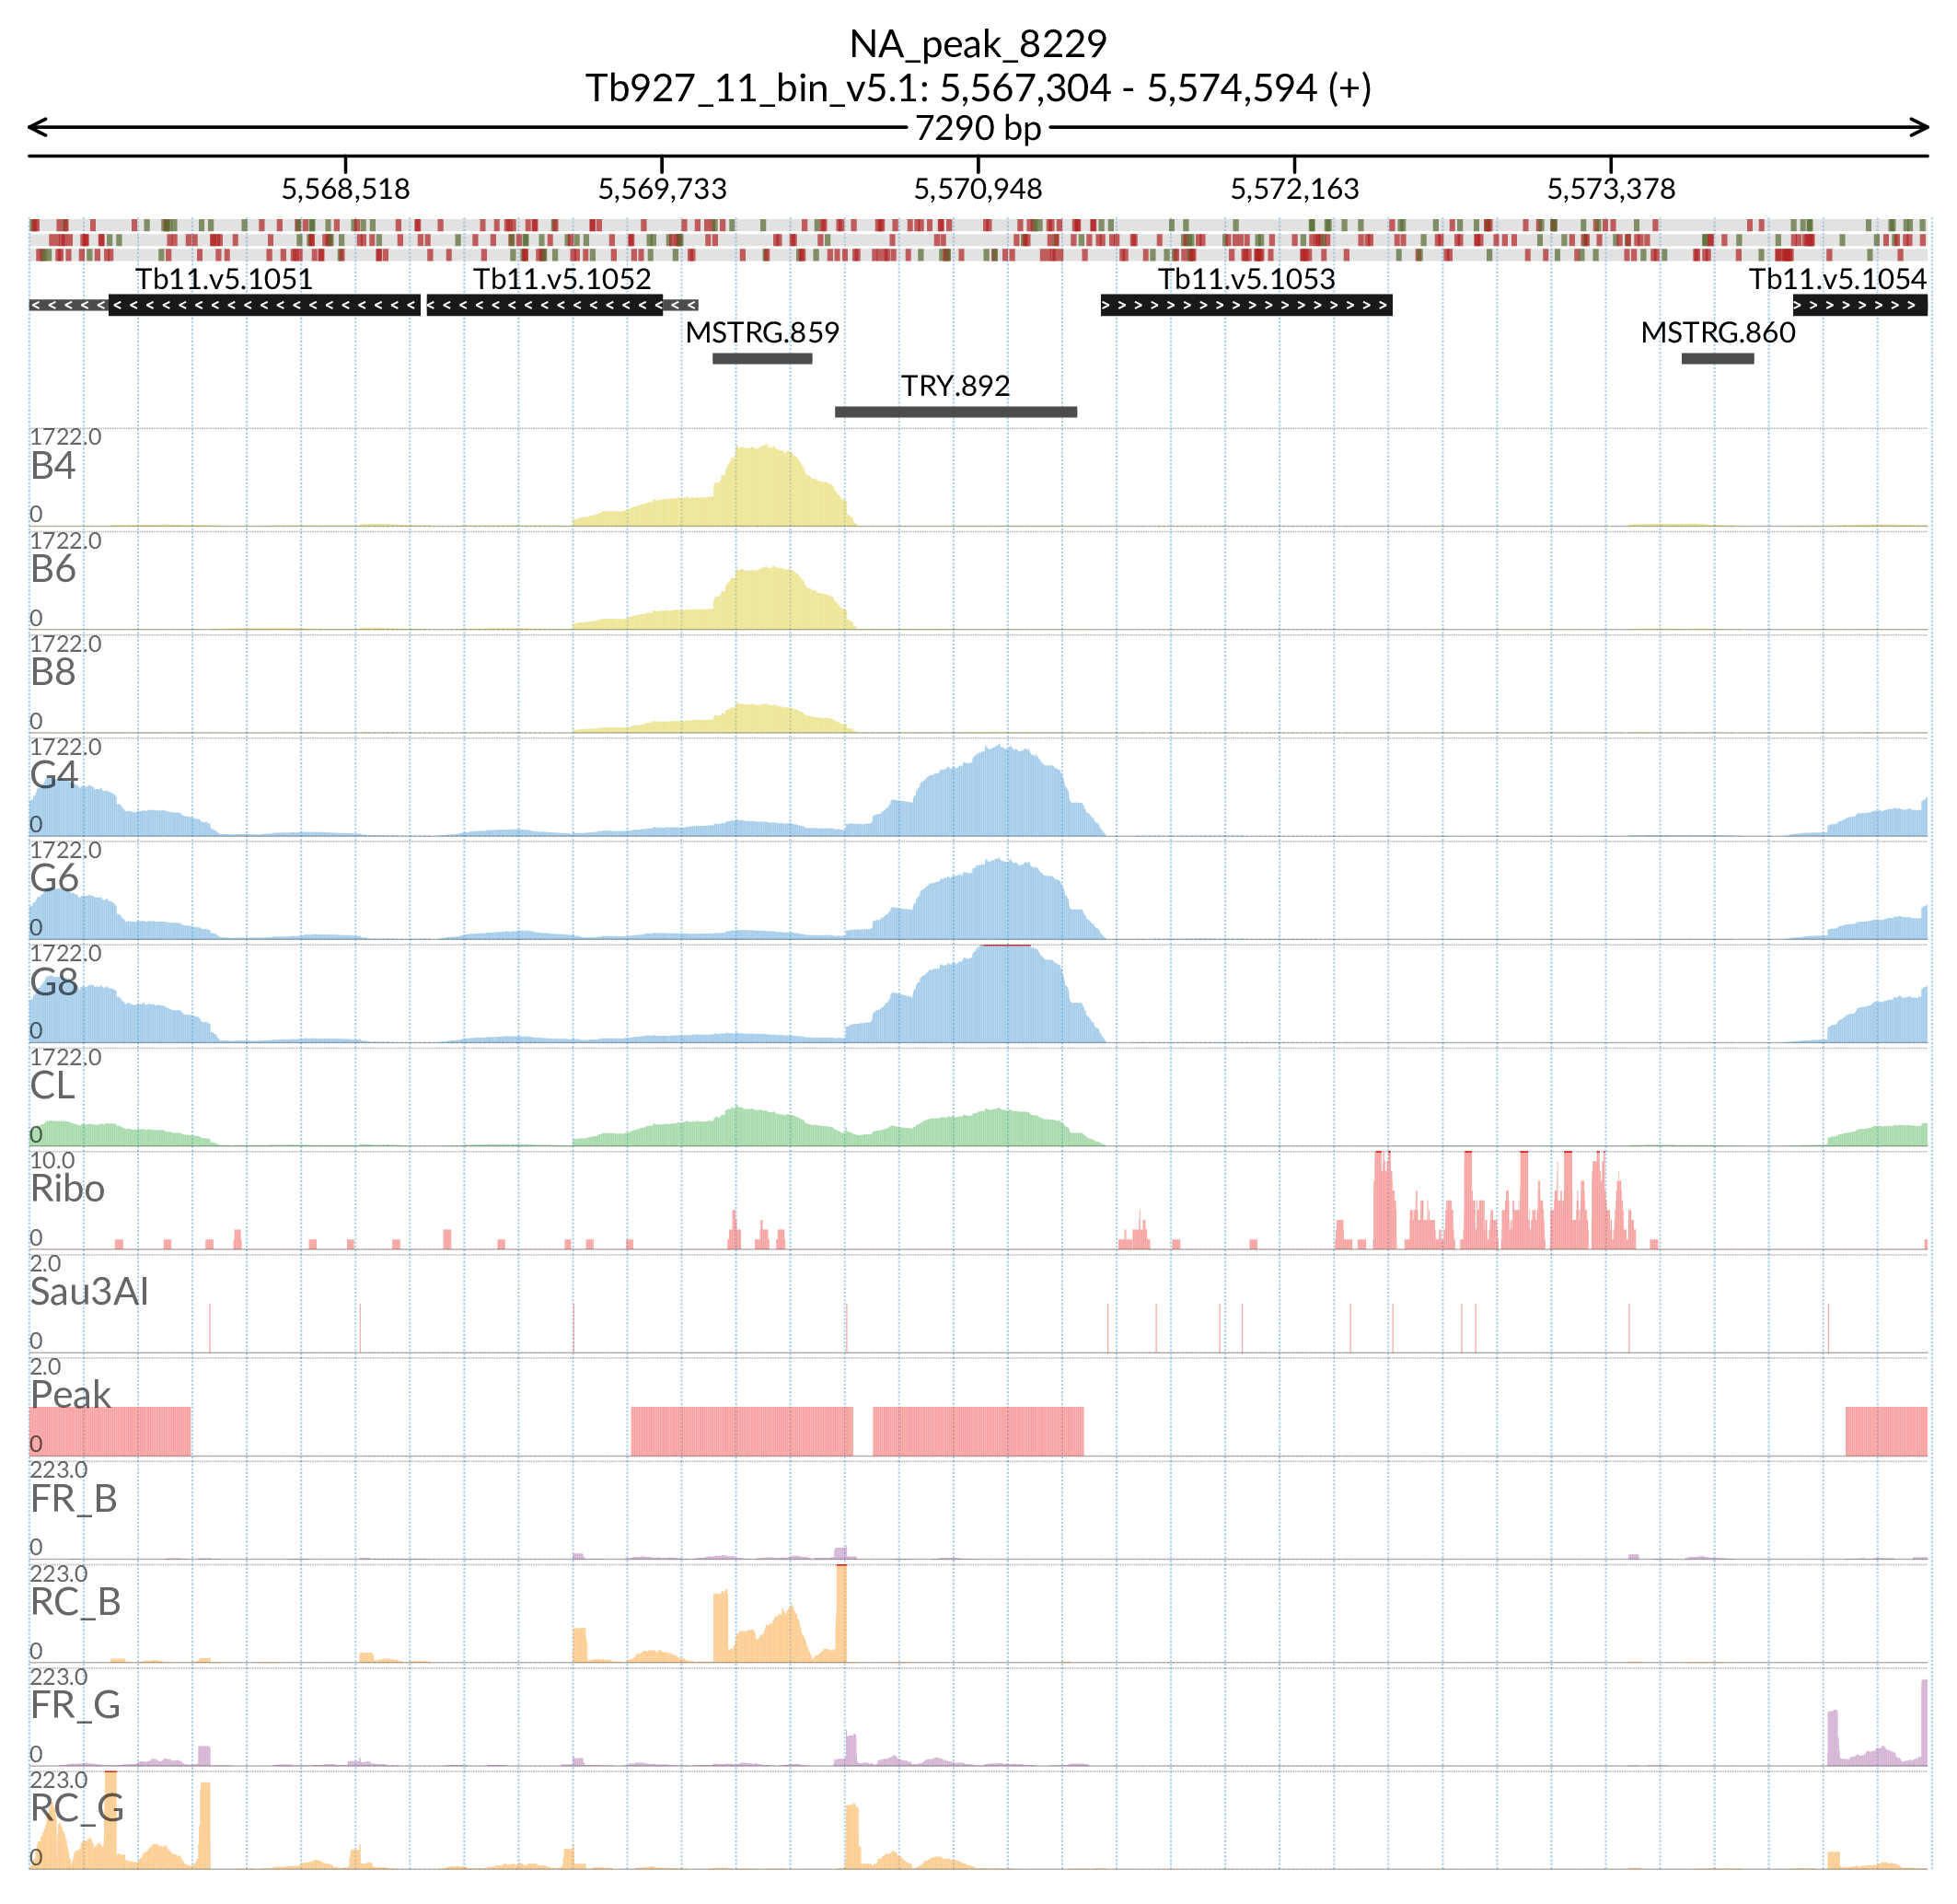 NA_peak_8229
Tb927_11_bin_v5.1: 5,567,304 - 5,574,594 (+)
7290 bp
5,568,518 5,569,733 5,570,948 5,572,163 5,573,378
Tb11.v5.1051 Tb11.v5.1052 Tb11.v5.1053 Tb11.v5.1054
MSTRG.859 MSTRG.860
TRY.892
1722.0
B4
0
1722.0
B6
0
1722.0
B8
0
1722.0
G4
0
1722.0
G6
0
1722.0
G8
0
1722.0
CL
0
10.0
Ribo
0
2.0
Sau3AI
0
2.0
Peak
0
223.0
FR_B
0
223.0
RC_B
0
223.0
FR_G
0
223.0
RC_G
0